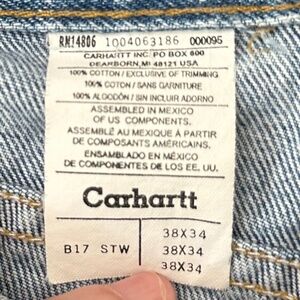 RN14806 1004063186 000095
CARHARTT INC. PO BOX 600
DEARBORN, MI 48121 USA
100% COTTON / EXCLUSIVE OF TRIMMING
100% COTON / SANS GARNITURE
100% ALGODÓN / SIN INCLUIR ADORNO
ASSEMBLED IN MEXICO
OF US COMPONENTS.
ASSEMBLÉ AU MEXIQUE À PARTIR
DE COMPOSANTS AMÉRICAINS.
ENSAMBLADO EN MÉXICO
DE COMPONENTES DE LOS EE. UU.
Carhartt
38X34
B17 STW 38X34
38X34